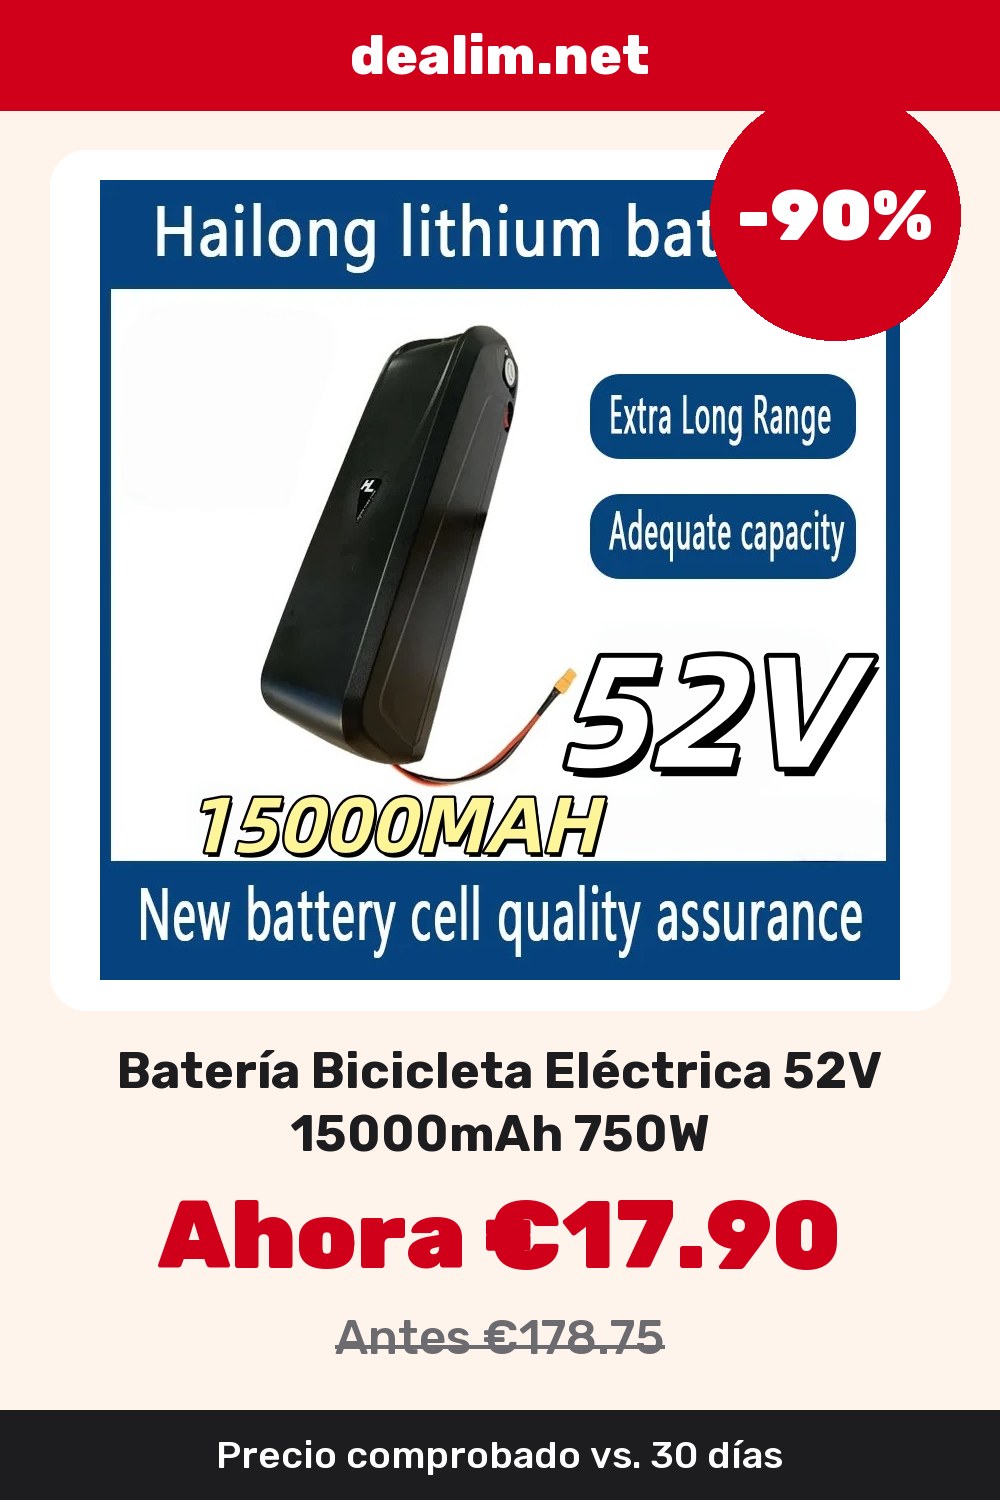 dealim.net
-90%
Hailong lithium bat
Extra Long Range
Adequate capacity
HL
52V
15000MAH
New battery cell quality assurance
Batería Bicicleta Eléctrica 52V
15000mAh 750W
Ahora €17.90
Antes €178.75
Precio comprobado vs. 30 días